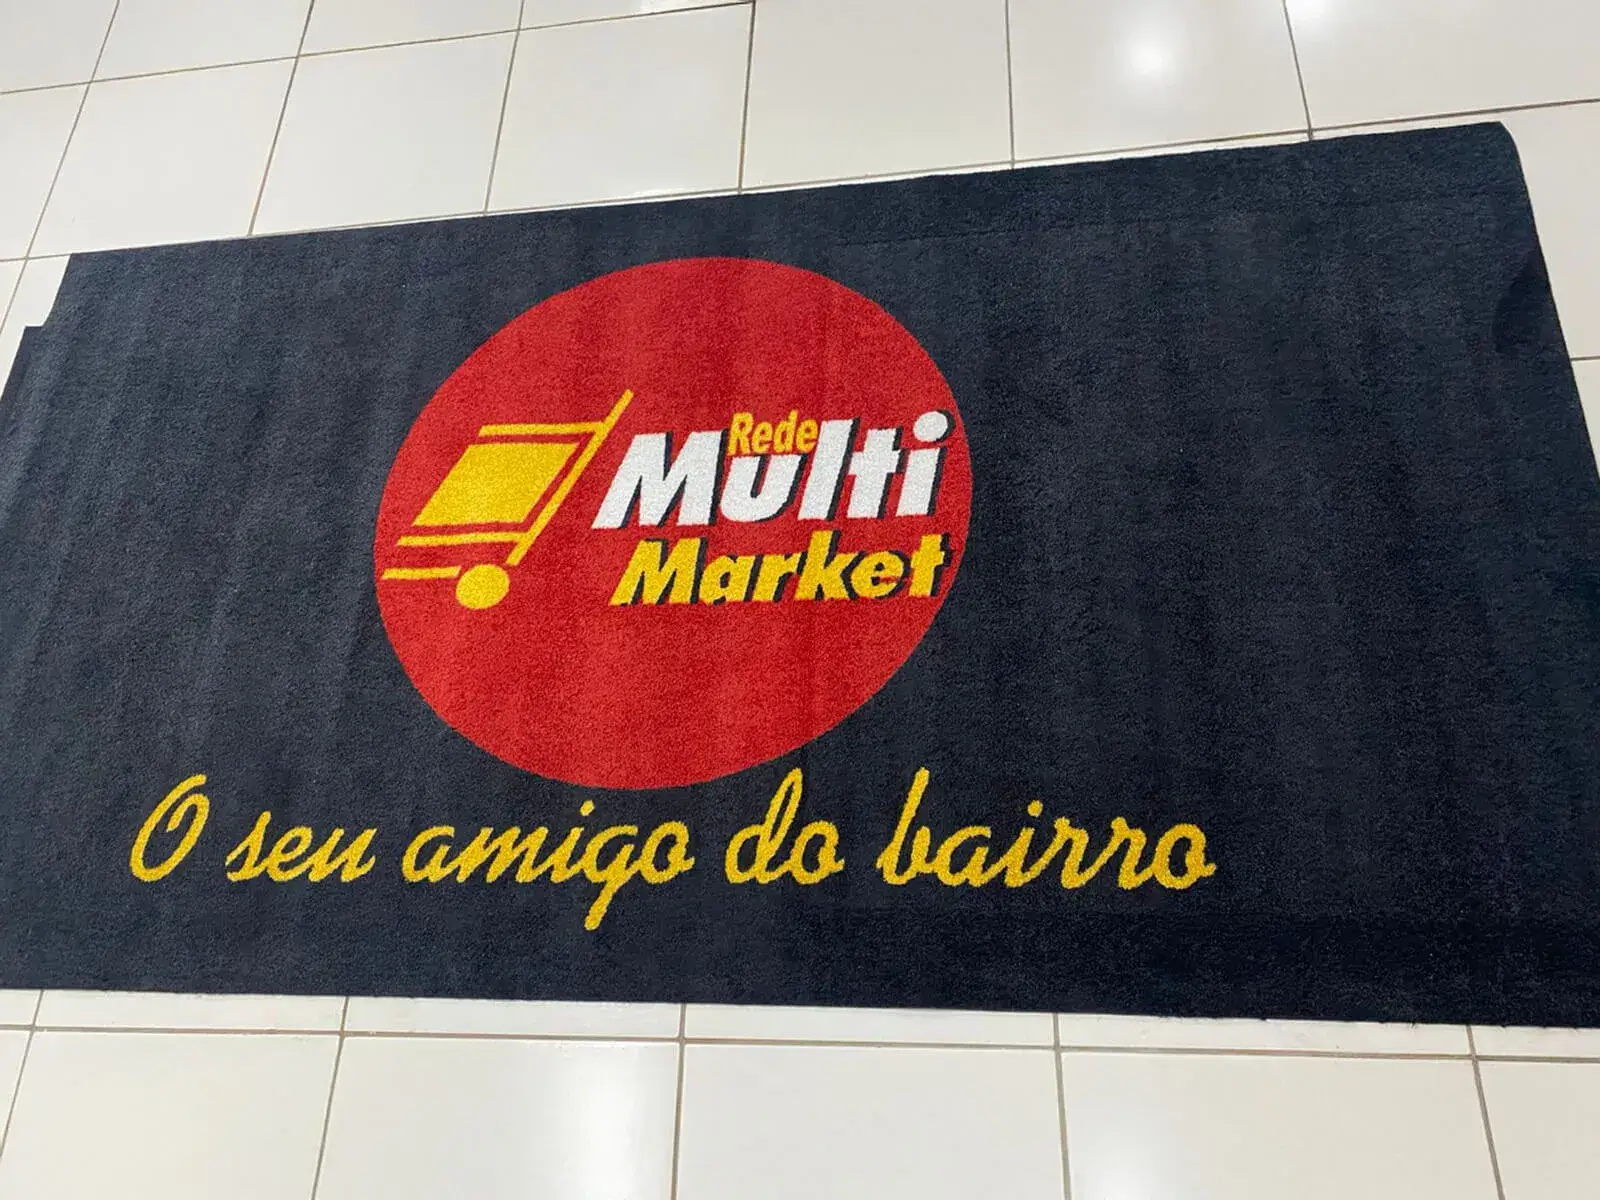 Rede
Multi
Market
O seu amigo do bairro